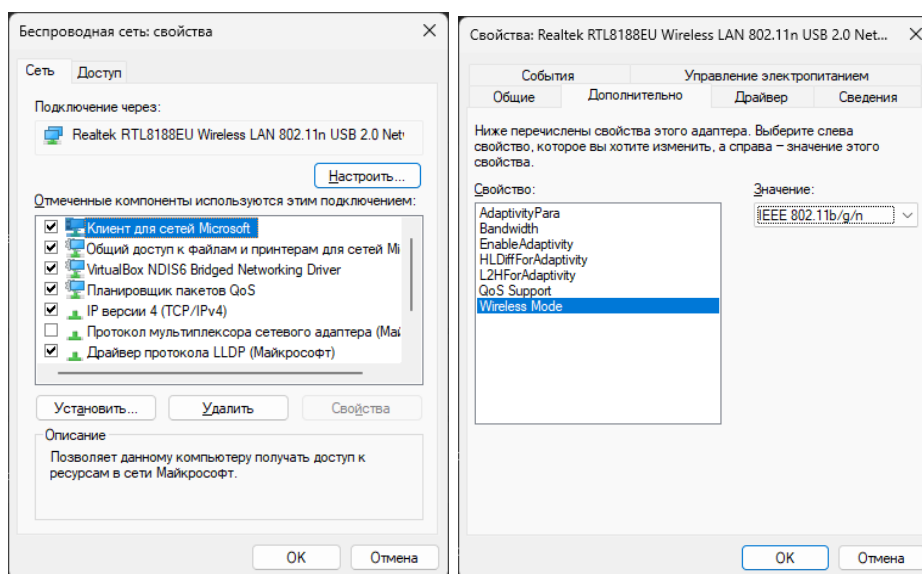 Беспроводная сеть: свойства
Сеть
Доступ
Подключение через:
Realtek RTL8188EU Wireless LAN 802.11n USB 2.0
Настроить...
Отмеченные компоненты используются этим подключением:
Клиент для сетей Microsoft
Общий доступ к файлам и принтерам для сетей Mi
VirtualBox NDIS6 Bridged Networking Driver
Планировщик пакетов QoS
IP версии 4 (TCP/IPv4)
Протокол мультиплексора сетевого адаптера (Май
Драйвер протокола LLDP (Майкрософт)
Установить...
Удалить
Свойства
Описание
Позволяет данному компьютеру получать доступ к
ресурсам в сети Майкрософт.
OK
Отмена
Свойства: Realtek RTL8188EU Wireless LAN 802.11n USB 2.0 Net...
События
Управление электропитанием
Общие
Дополнительно
Драйвер
Сведения
Ниже перечислены свойства этого адаптера. Выберите слева
свойство, которое вы хотите изменить, а справа – значение этого
свойства.
Свойство:
Значение:
AdaptivityPara
Bandwidth
EnableAdaptivity
HLDiffForAdaptivity
L2HForAdaptivity
QoS Support
Wireless Mode
IEEE 802.11b/g/n
OK
Отмена